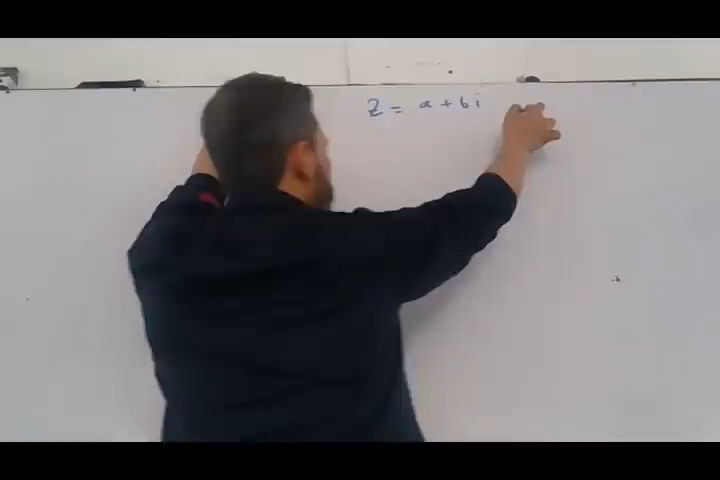 z = a + bi